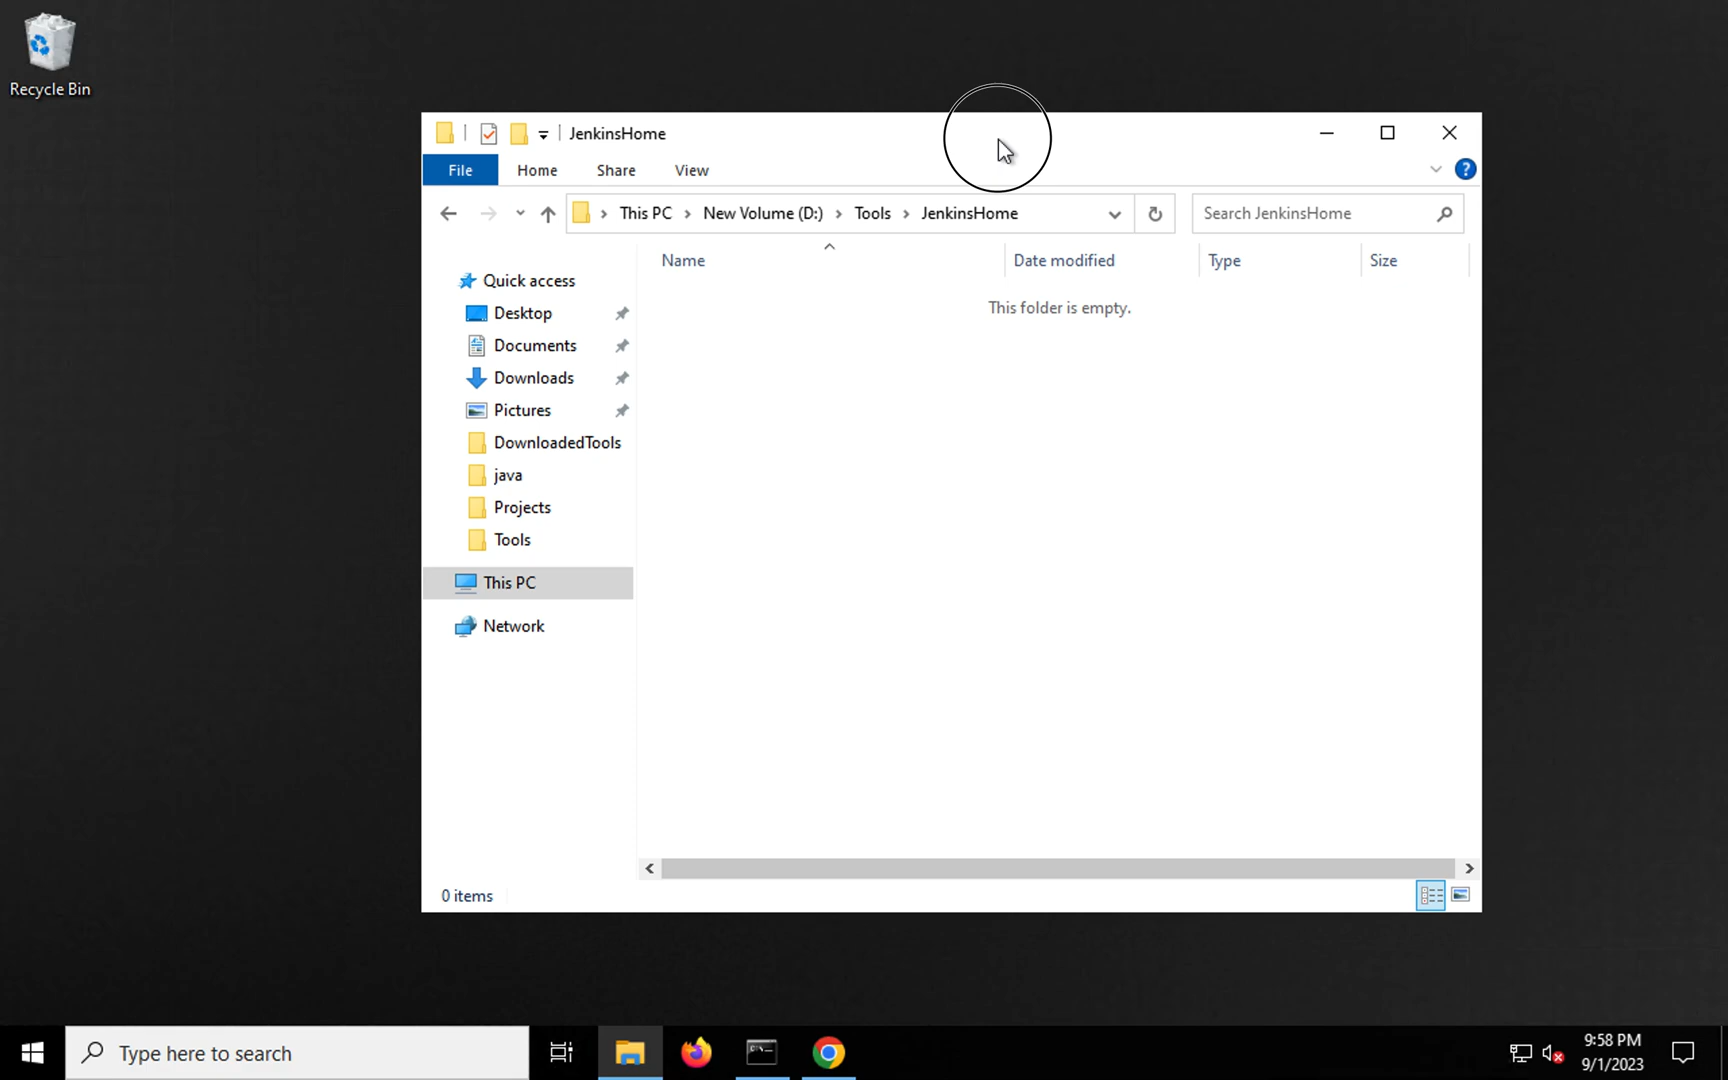 Recycle Bin
JenkinsHome
File Home Share View
This PC New Volume (D:) Tools JenkinsHome
Search JenkinsHome
Name Date modified Type Size
This folder is empty.
Quick access
Desktop
Documents
Downloads
Pictures
DownloadedTools
java
Projects
Tools
This PC
Network
0 items
Type here to search
9:58 PM
9/1/2023